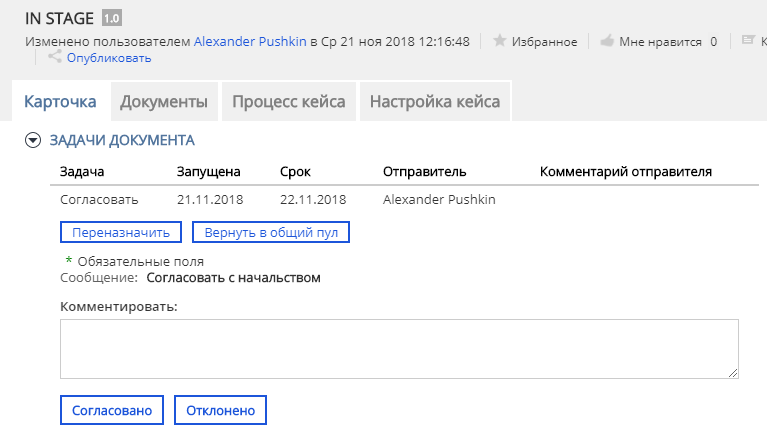 IN STAGE 1.0
Изменено пользователем Alexander Pushkin в Ср 21 ноя 2018 12:16:48 Избранное Мне нравится 0 К
Опубликовать
Карточка Документы Процесс кейса Настройка кейса
ЗАДАЧИ ДОКУМЕНТА
Задача Запущена Срок Отправитель Комментарий отправителя
Согласовать 21.11.2018 22.11.2018 Alexander Pushkin
Переназначить Вернуть в общий пул
* Обязательные поля
Сообщение: Согласовать с начальством
Комментировать:
Согласовано Отклонено